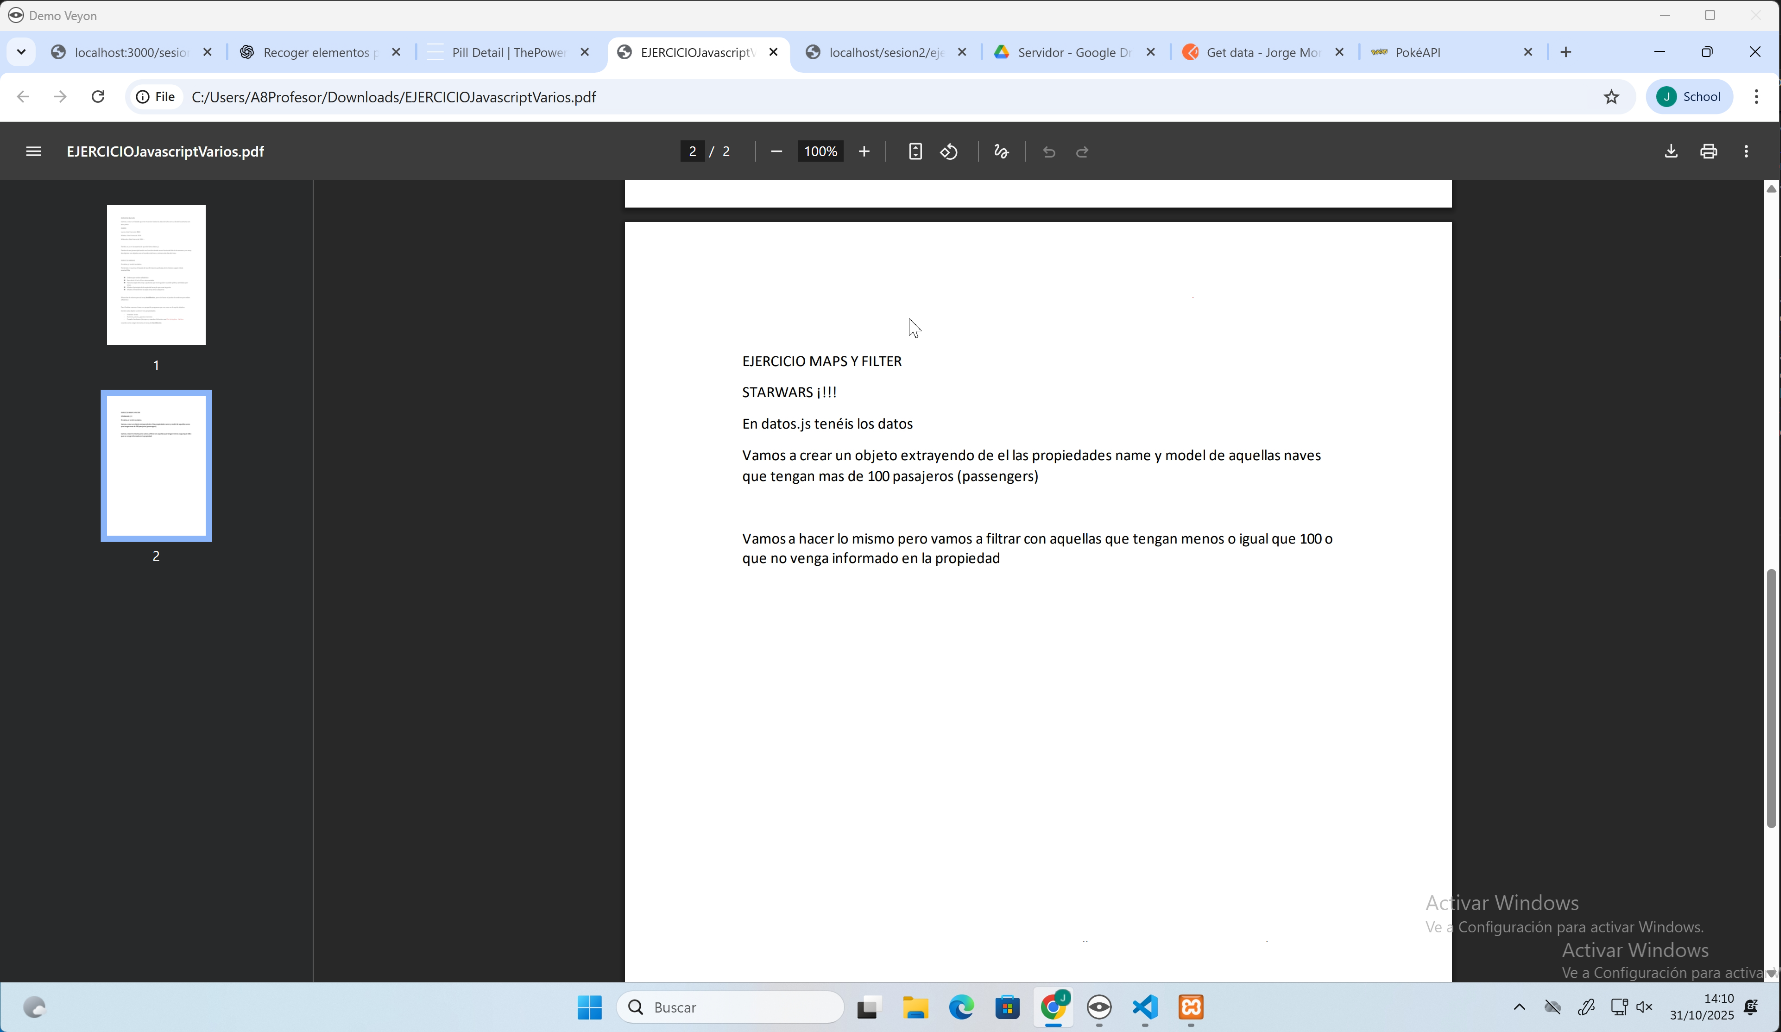 Demo Veyon
localhost:3000/sesio
Recoger elementos p
Pill Detail | ThePower
EJERCICIOJavascriptV
localhost/sesion2/eje
Servidor - Google Dr
Get data - Jorge Mor
PokéAPI
File
C:/Users/A8Profesor/Downloads/EJERCICIOJavascriptVarios.pdf
J
School
EJERCICIOJavascriptVarios.pdf
2 / 2
100%
1
2
EJERCICIO MAPS Y FILTER
STARWARS ¡!!!
En datos.js tenéis los datos
Vamos a crear un objeto extrayendo de el las propiedades name y model de aquellas naves
que tengan mas de 100 pasajeros (passengers)
Vamos a hacer lo mismo pero vamos a filtrar con aquellas que tengan menos o igual que 100 o
que no venga informado en la propiedad
Activar Windows
Ve a Configuración para activar Windows.
Activar Windows
Ve a Configuración para activar
Buscar
14:10
31/10/2025